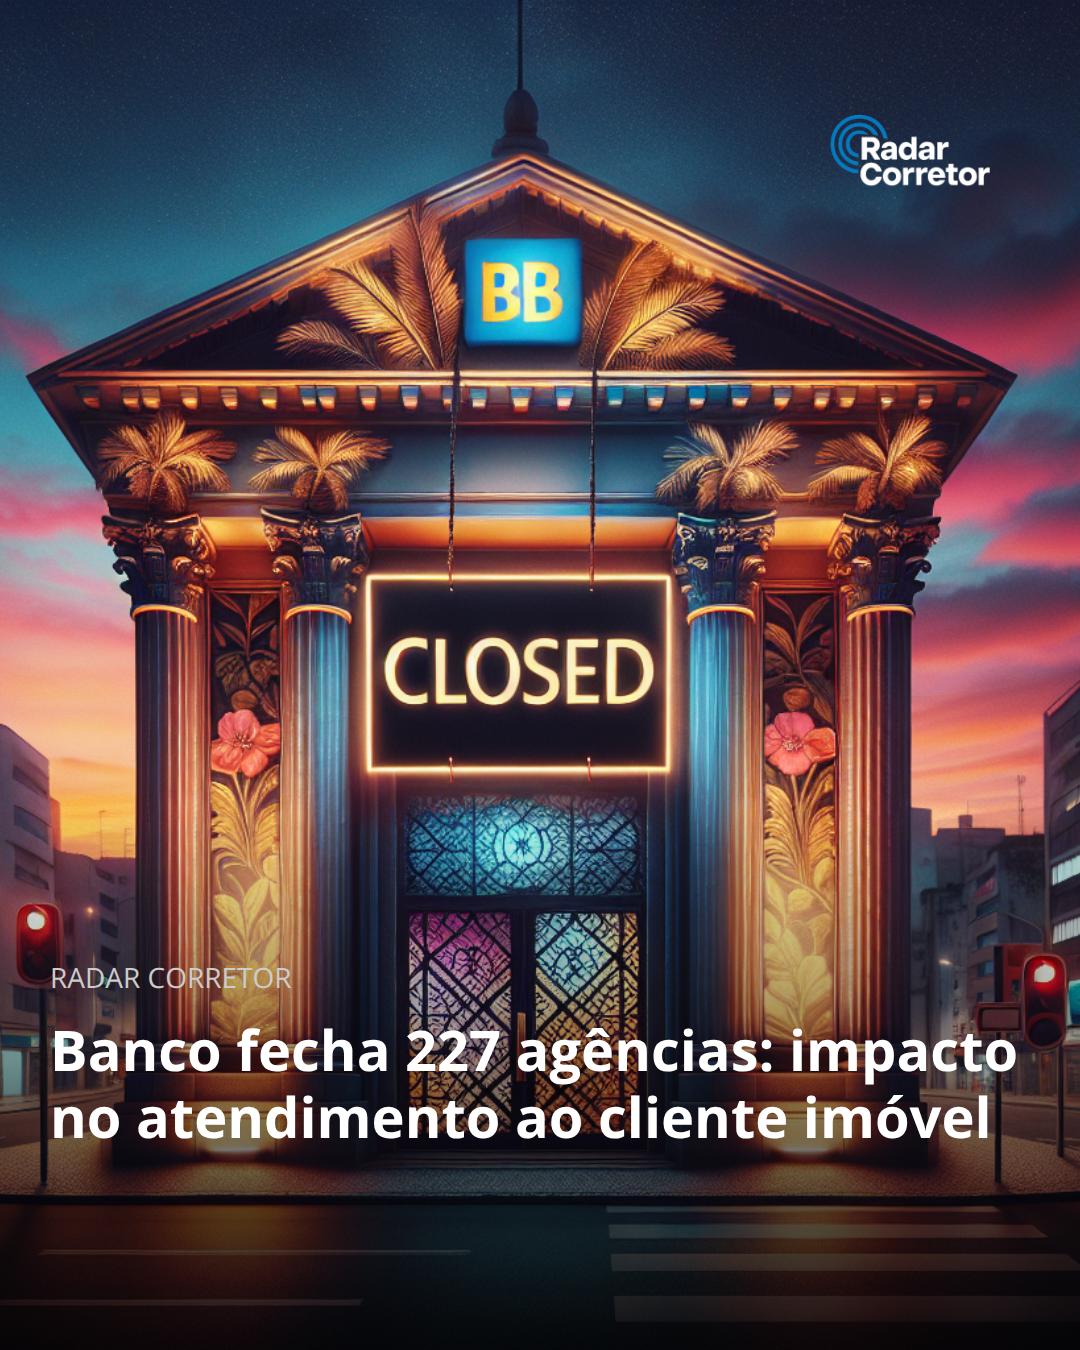 Radar
Corretor
BB
CLOSED
RADAR CORRETOR
Banco fecha 227 agências: impacto
no atendimento ao cliente imóvel